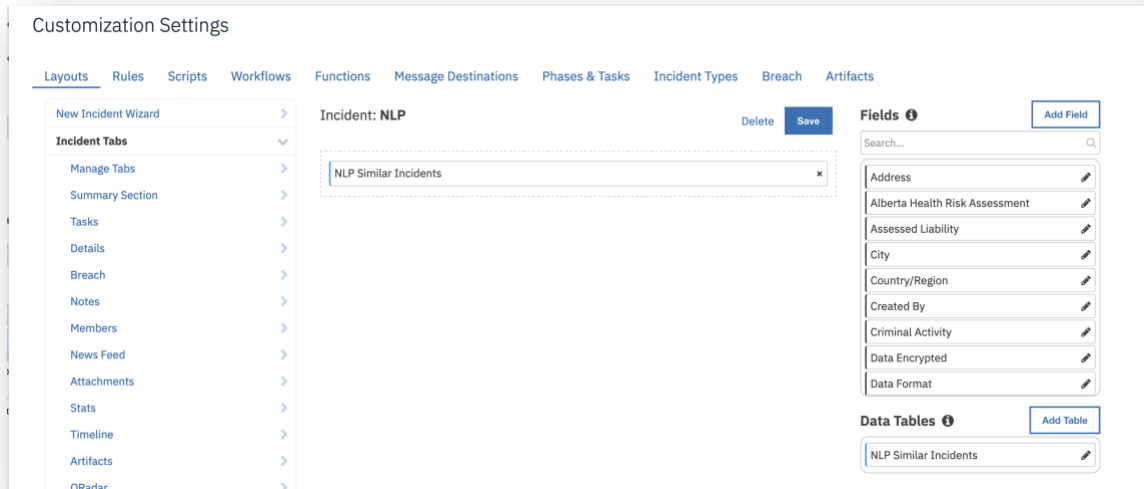 Customization Settings
Layouts Rules Scripts Workflows Functions Message Destinations Phases & Tasks Incident Types Breach Artifacts
New Incident Wizard
Incident Tabs
Manage Tabs
Summary Section
Tasks
Details
Breach
Notes
Members
News Feed
Attachments
Stats
Timeline
Artifacts
QRadar
Incident: NLP
Delete Save
NLP Similar Incidents
Fields
Add Field
Search...
Address
Alberta Health Risk Assessment
Assessed Liability
City
Country/Region
Created By
Criminal Activity
Data Encrypted
Data Format
Data Tables
Add Table
NLP Similar Incidents